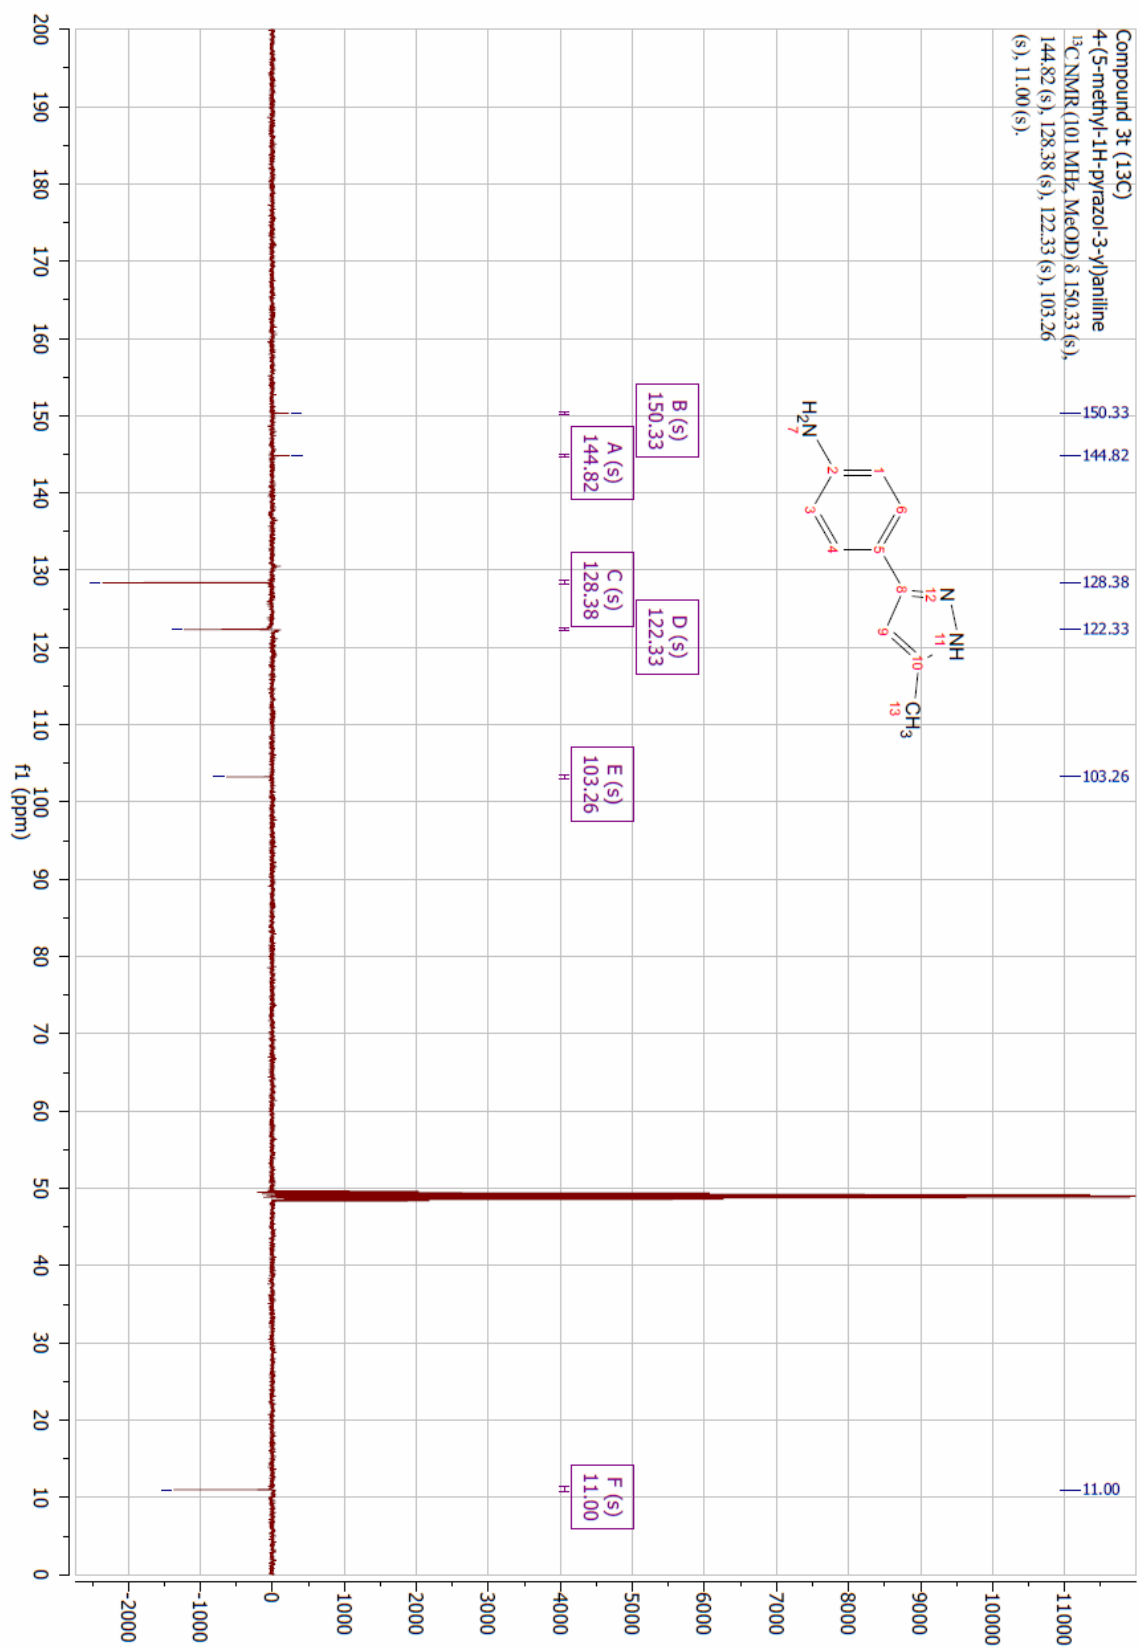 Compound 3t (13C)
4-(5-methyl-1H-pyrazol-3-yl)aniline
¹³C NMR (101 MHz, MeOD) δ 150.33 (s),
144.82 (s), 128.38 (s), 122.33 (s), 103.26
(s), 11.00 (s).
150.33
144.82
128.38
122.33
103.26
11.00
H₂N
7
2
1
3
6
4
5
8
12
N
9
11
NH
10
13
CH₃
B (s)
150.33
A (s)
144.82
C (s)
128.38
D (s)
122.33
E (s)
103.26
F (s)
11.00
11000
10000
9000
8000
7000
6000
5000
4000
3000
2000
1000
0
-1000
-2000
200 190 180 170 160 150 140 130 120 110 100 90 80 70 60 50 40 30 20 10 0
f1 (ppm)